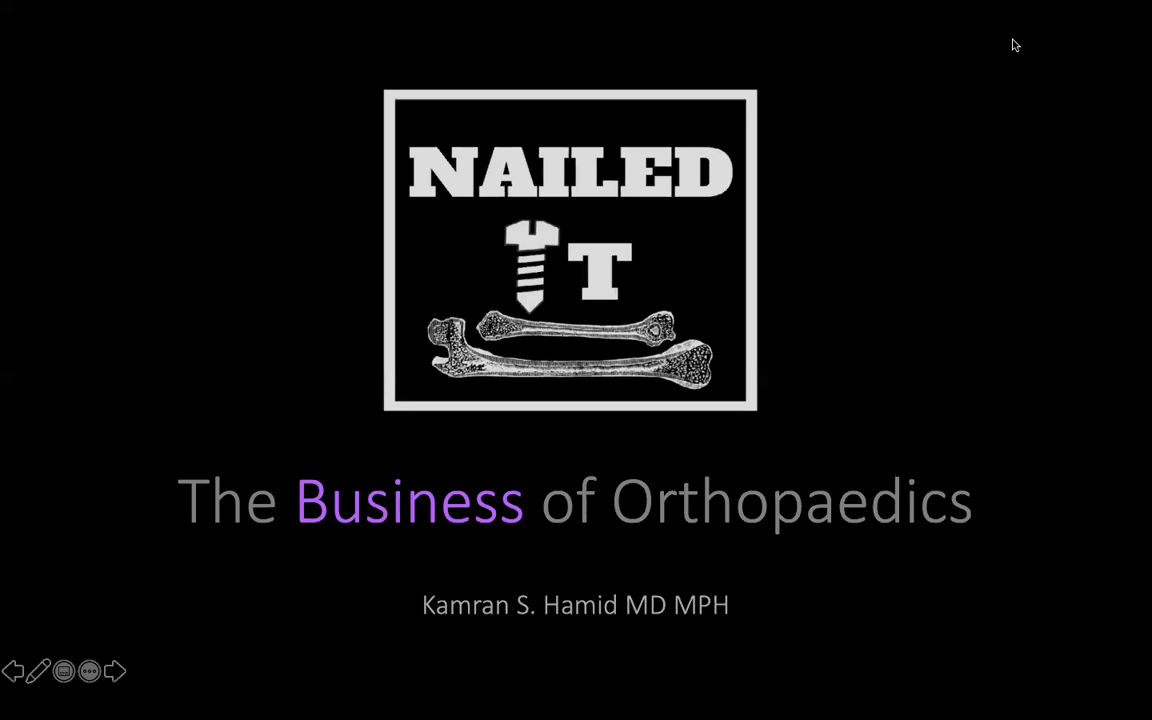 NAILED
T
The Business of Orthopaedics
Kamran S. Hamid MD MPH